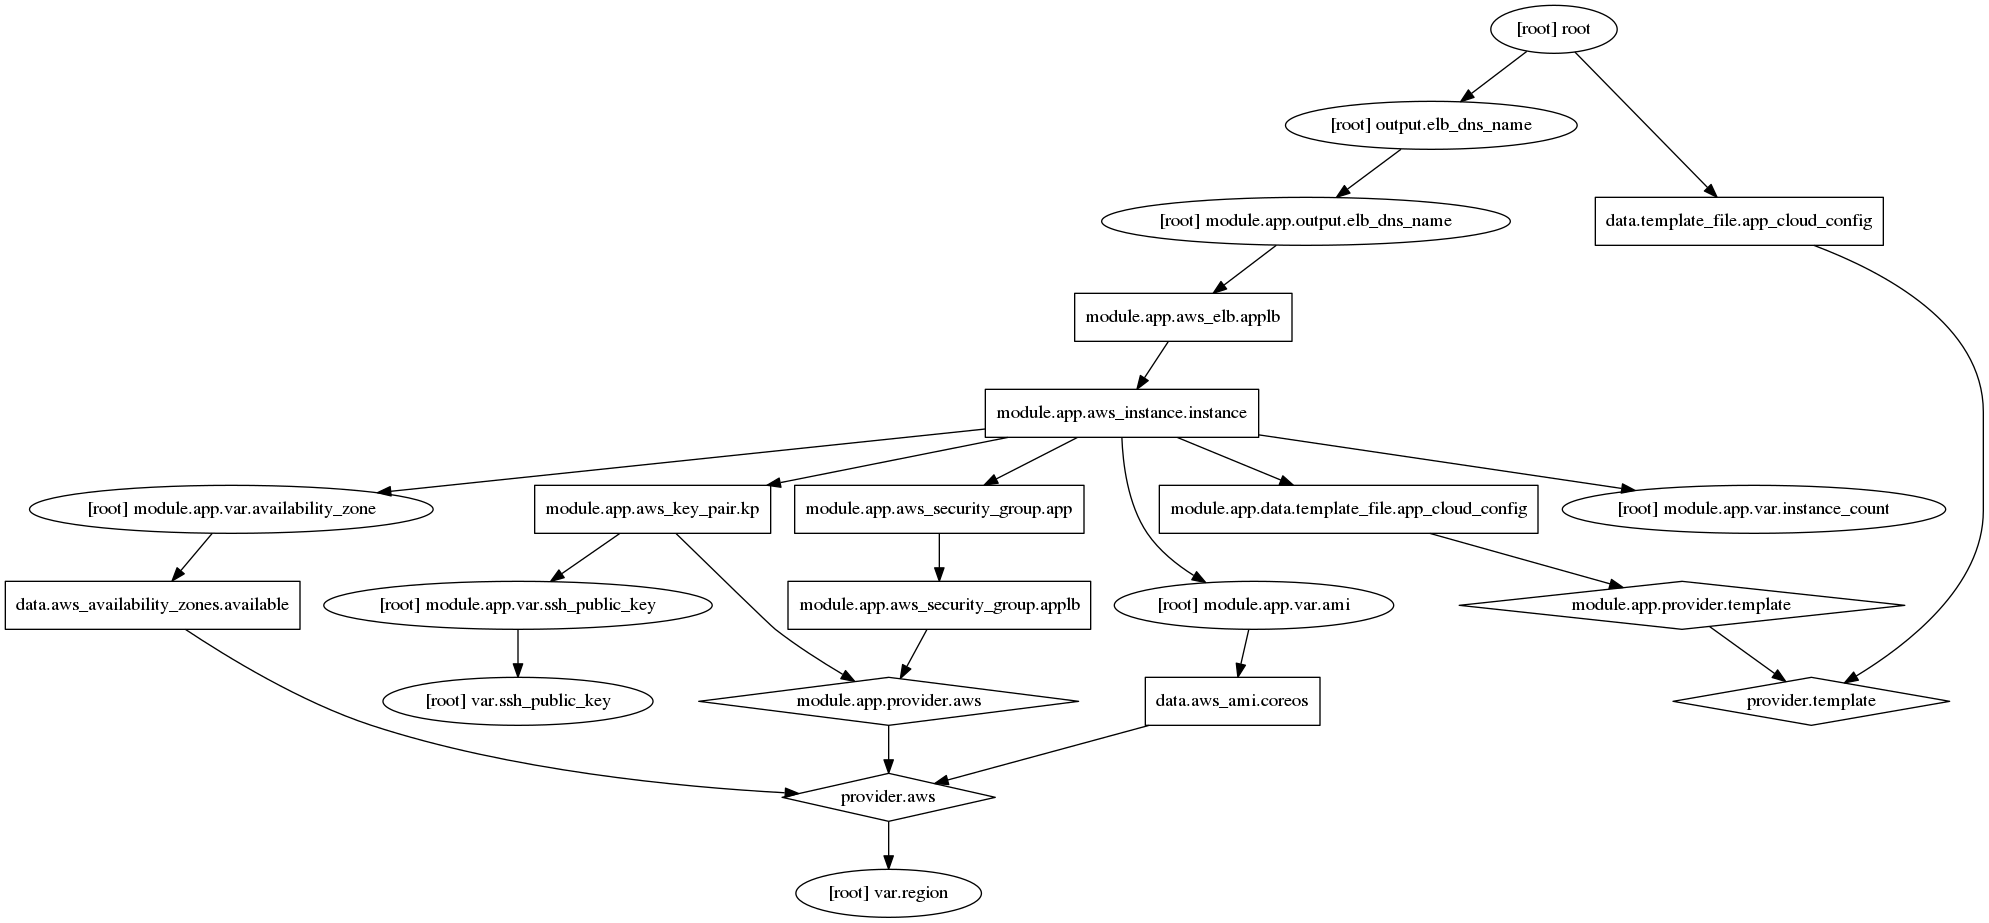 [root] root
[root] output.elb_dns_name
[root] module.app.output.elb_dns_name
data.template_file.app_cloud_config
module.app.aws_elb.applb
module.app.aws_instance.instance
[root] module.app.var.availability_zone
module.app.aws_key_pair.kp
module.app.aws_security_group.app
module.app.data.template_file.app_cloud_config
[root] module.app.var.instance_count
data.aws_availability_zones.available
[root] module.app.var.ssh_public_key
module.app.aws_security_group.applb
[root] module.app.var.ami
module.app.provider.template
[root] var.ssh_public_key
module.app.provider.aws
data.aws_ami.coreos
provider.template
provider.aws
[root] var.region